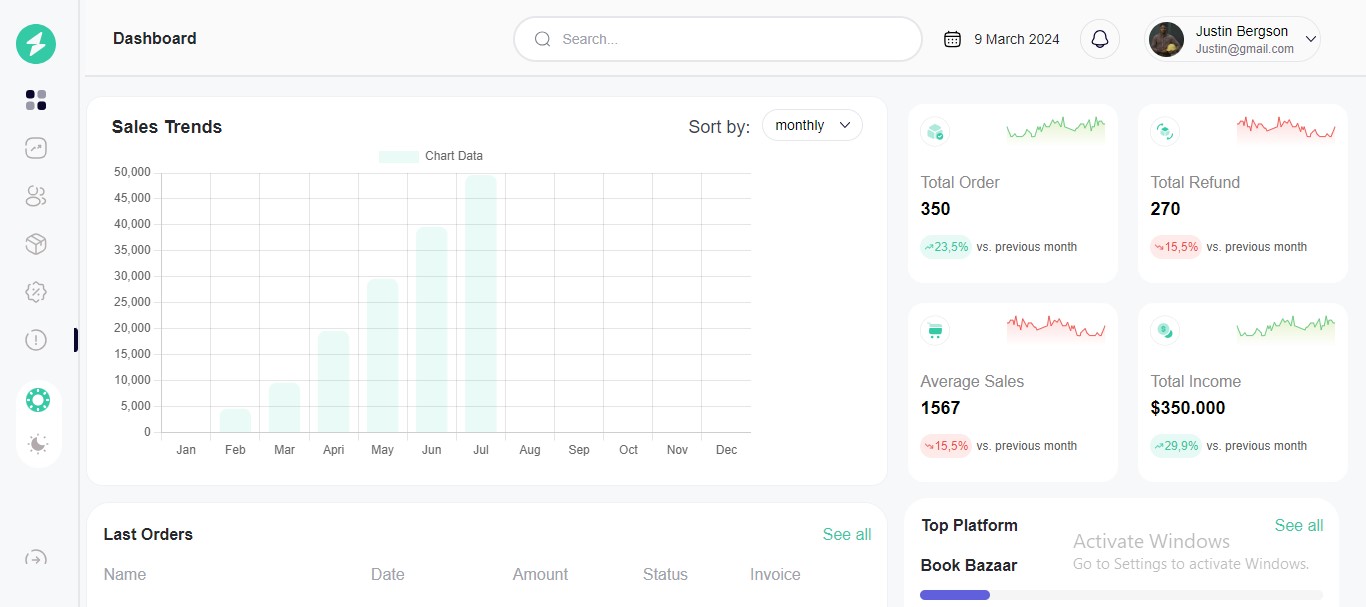 Dashboard
Search...
9 March 2024
Justin Bergson
Justin@gmail.com
Sales Trends
Sort by:
monthly
Chart Data
50,000
45,000
40,000
35,000
30,000
25,000
20,000
15,000
10,000
5,000
0
Jan Feb Mar Apri May Jun Jul Aug Sep Oct Nov Dec
Total Order
350
23,5% vs. previous month
Total Refund
270
15,5% vs. previous month
Average Sales
1567
15,5% vs. previous month
Total Income
$350.000
29,9% vs. previous month
Last Orders
See all
Name Date Amount Status Invoice
Top Platform
See all
Book Bazaar
Activate Windows
Go to Settings to activate Windows.